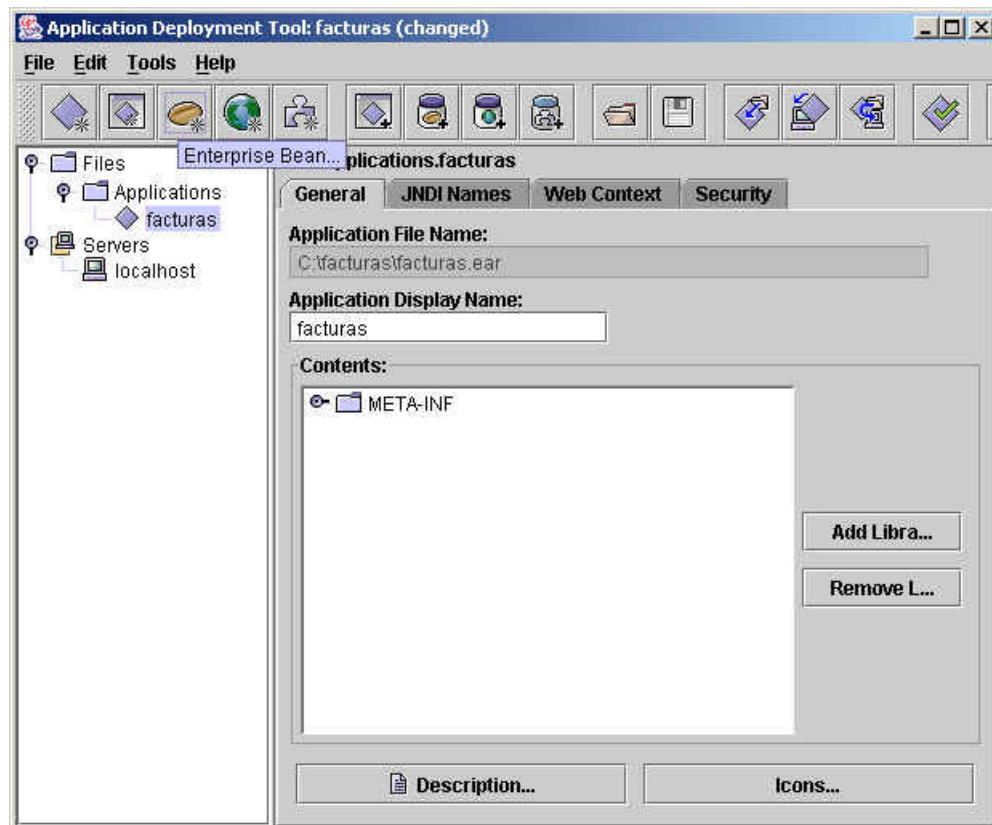 Application Deployment Tool: facturas (changed)
File Edit Tools Help
Enterprise Bean...
plications.facturas
Files
Applications
facturas
Servers
localhost
General JNDI Names Web Context Security
Application File Name:
C:\facturas\facturas.ear
Application Display Name:
facturas
Contents:
META-INF
Add Libra...
Remove L...
Description... Icons...